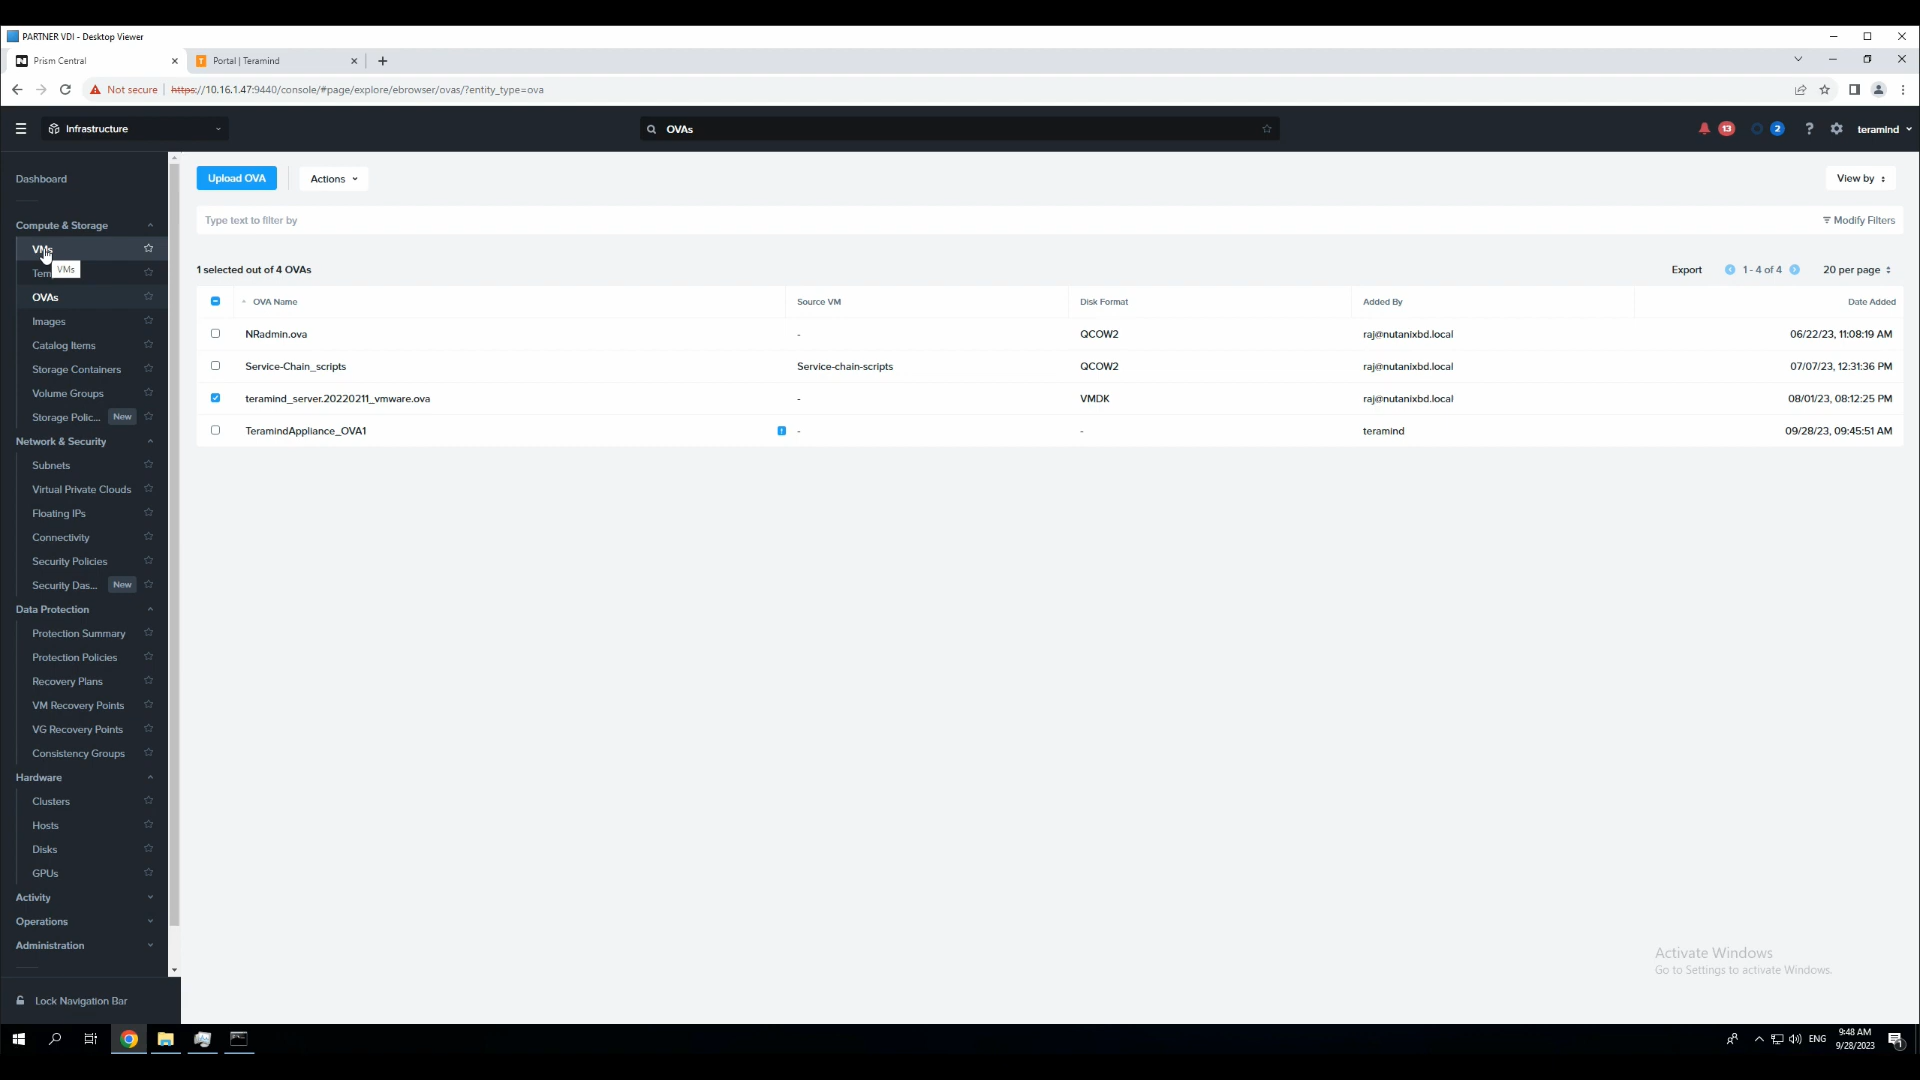 PARTNER VDI - Desktop Viewer
Prism Central
Portal | Teramind
Not secure
https://10.16.1.47:9440/console/#page/explore/ebrowser/ovas/?entity_type=ova
Infrastructure
OVAs
13
2
?
teramind
Dashboard
Compute & Storage
VMs
VMs
Tem
OVAs
Images
Catalog Items
Storage Containers
Volume Groups
Storage Polic... New
Network & Security
Subnets
Virtual Private Clouds
Floating IPs
Connectivity
Security Policies
Security Das... New
Data Protection
Protection Summary
Protection Policies
Recovery Plans
VM Recovery Points
VG Recovery Points
Consistency Groups
Hardware
Clusters
Hosts
Disks
GPUs
Activity
Operations
Administration
Lock Navigation Bar
Upload OVA
Actions
View by
Type text to filter by
Modify Filters
1 selected out of 4 OVAs
Export
1 - 4 of 4
20 per page
OVA Name Source VM Disk Format Added By Date Added
NRadmin.ova - QCOW2 raj@nutanixbd.local 06/22/23, 11:08:19 AM
Service-Chain_scripts Service-chain-scripts QCOW2 raj@nutanixbd.local 07/07/23, 12:31:36 PM
teramind_server.20220211_vmware.ova - VMDK raj@nutanixbd.local 08/01/23, 08:12:25 PM
TeramindAppliance_OVA1 - - teramind 09/28/23, 09:45:51 AM
Activate Windows
Go to Settings to activate Windows.
ENG
9:48 AM
9/28/2023
1